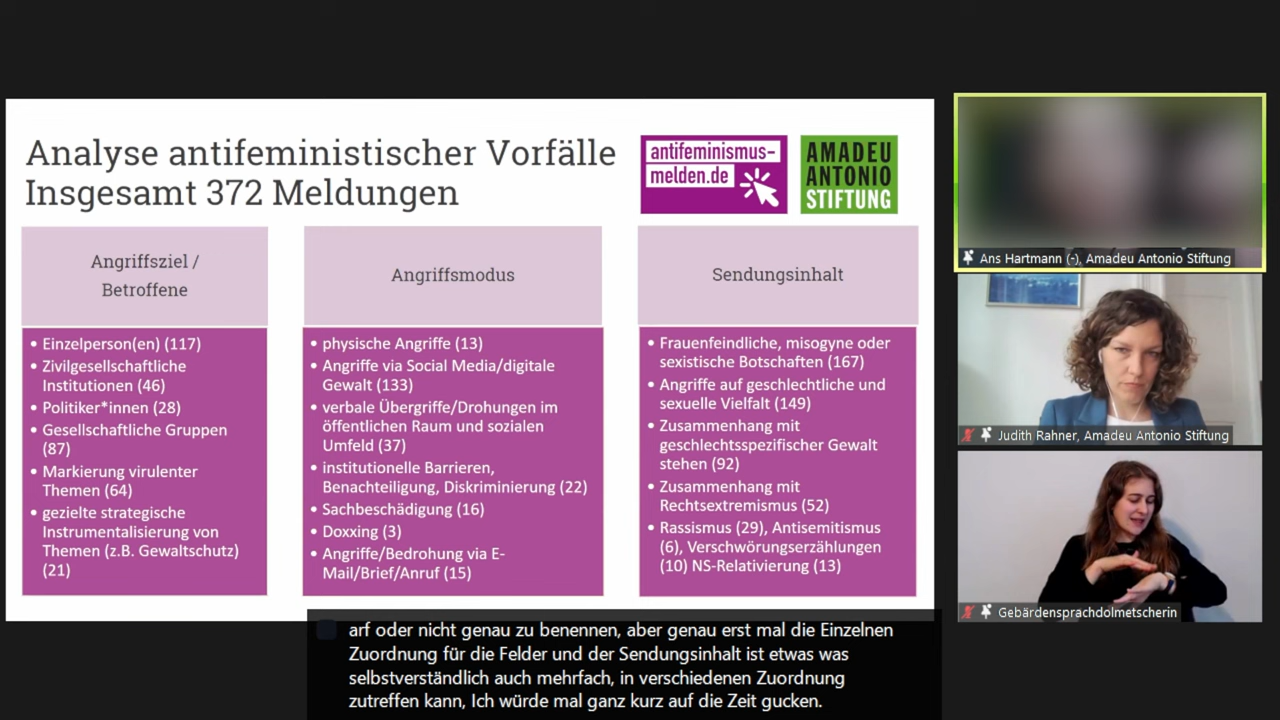 Analyse antifeministischer Vorfälle
Insgesamt 372 Meldungen
antifeminismus-
melden.de
AMADEU
ANTONIO
STIFTUNG
Angriffsziel /
Betroffene
• Einzelperson(en) (117)
• Zivilgesellschaftliche
Institutionen (46)
• Politiker*innen (28)
• Gesellschaftliche Gruppen
(87)
• Markierung virulenter
Themen (64)
• gezielte strategische
Instrumentalisierung von
Themen (z.B. Gewaltschutz)
(21)
Angriffsmodus
• physische Angriffe (13)
• Angriffe via Social Media/digitale
Gewalt (133)
• verbale Übergriffe/Drohungen im
öffentlichen Raum und sozialen
Umfeld (37)
• institutionelle Barrieren,
Benachteiligung, Diskriminierung (22)
• Sachbeschädigung (16)
• Doxxing (3)
• Angriffe/Bedrohung via E-
Mail/Brief/Anruf (15)
Sendungsinhalt
• Frauenfeindliche, misogyne oder
sexistische Botschaften (167)
• Angriffe auf geschlechtliche und
sexuelle Vielfalt (149)
• Zusammenhang mit
geschlechtsspezifischer Gewalt
stehen (92)
• Zusammenhang mit
Rechtsextremismus (52)
• Rassismus (29), Antisemitismus
(6), Verschwörungserzählungen
(10) NS-Relativierung (13)
Ans Hartmann (-), Amadeu Antonio Stiftung
Judith Rahner, Amadeu Antonio Stiftung
Gebärdensprachdolmetscherin
arf oder nicht genau zu benennen, aber genau erst mal die Einzelnen
Zuordnung für die Felder und der Sendungsinhalt ist etwas was
selbstverständlich auch mehrfach, in verschiedenen Zuordnung
zutreffen kann, Ich würde mal ganz kurz auf die Zeit gucken.